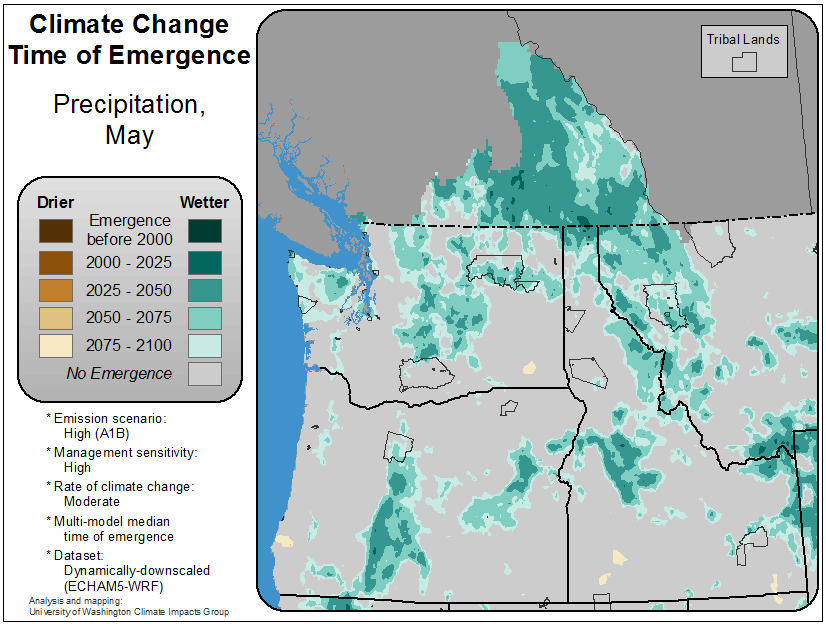 Climate Change
Time of Emergence
Precipitation,
May
Drier
Wetter
Emergence
before 2000
2000 - 2025
2025 - 2050
2050 - 2075
2075 - 2100
No Emergence
* Emission scenario:
High (A1B)
* Management sensitivity:
High
* Rate of climate change:
Moderate
* Multi-model median
time of emergence
* Dataset:
Dynamically-downscaled
(ECHAM5-WRF)
Analysis and mapping:
University of Washington Climate Impacts Group
Tribal Lands